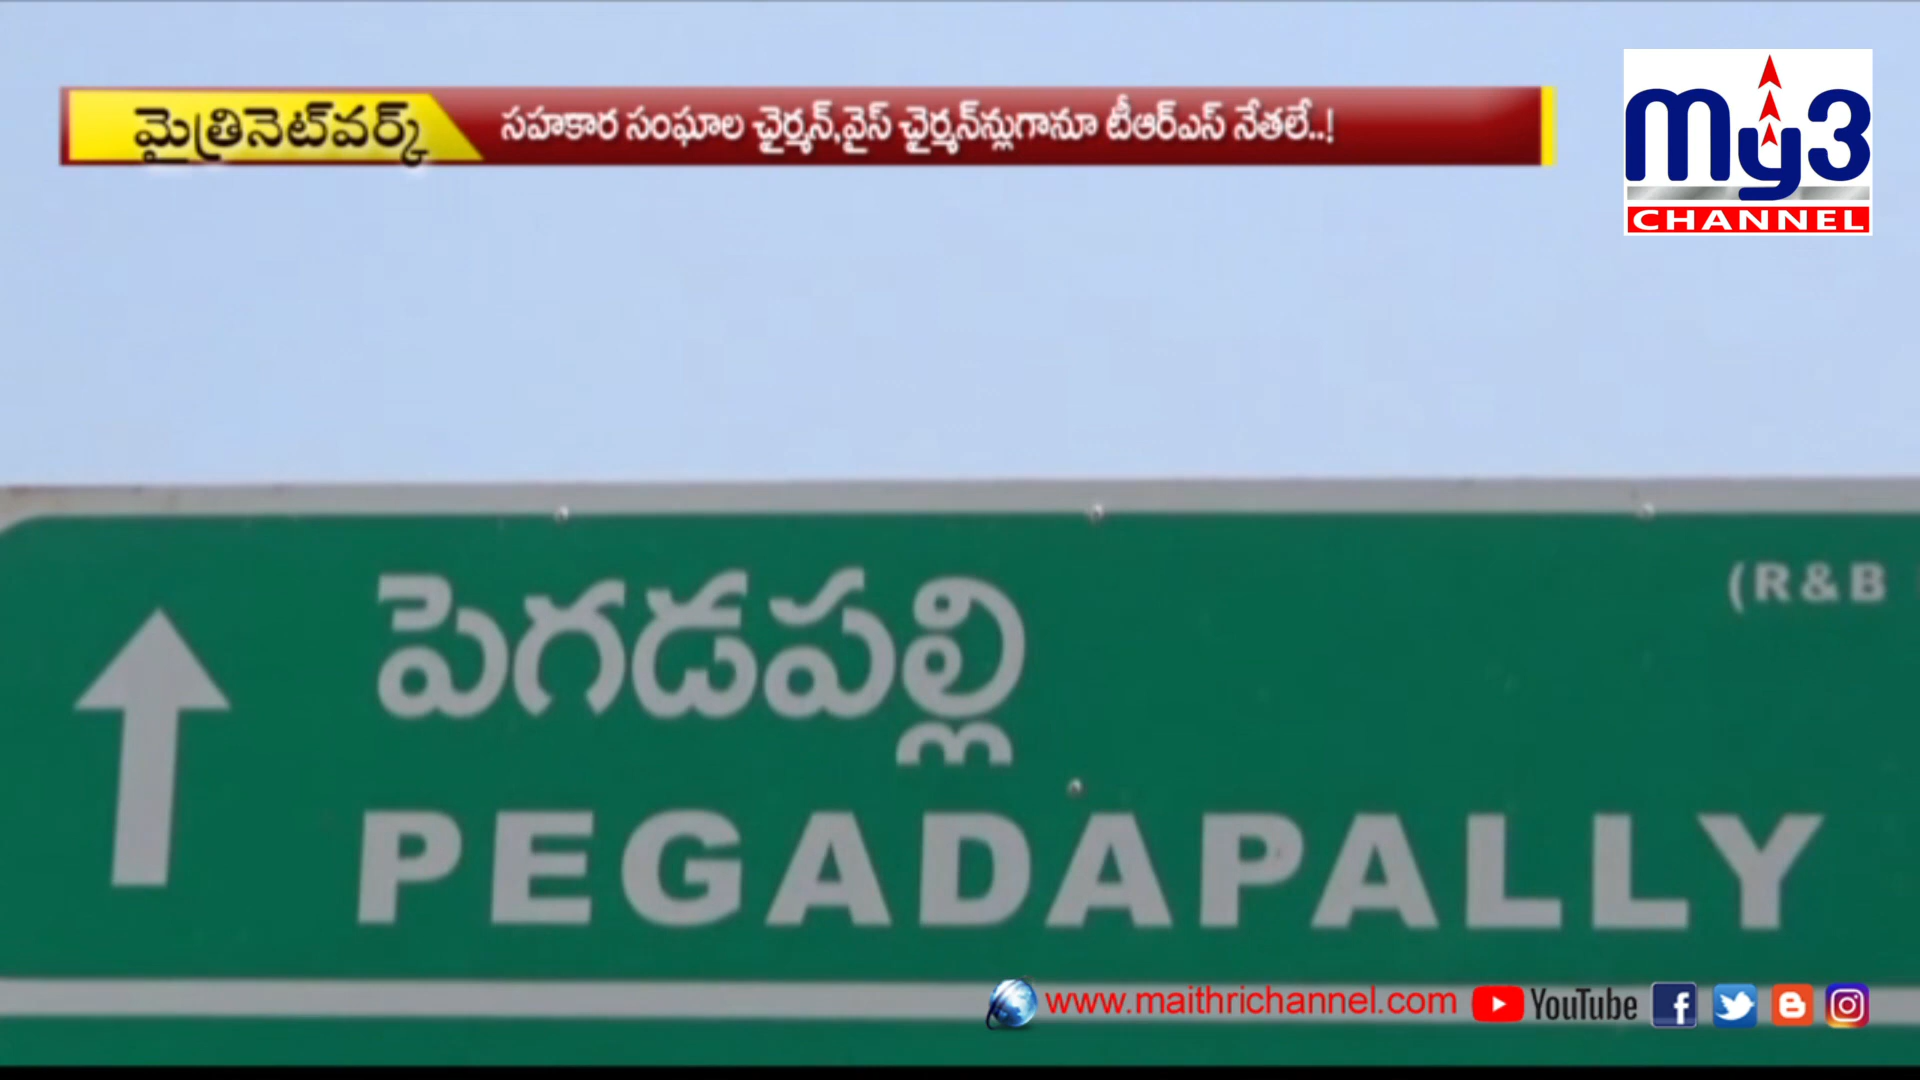 మైత్రినెట్‌వర్క్ సహకార సంఘాల ఛైర్మన్,వైస్ ఛైర్మన్‌న్లుగానూ టీఆర్ఎస్ నేతలే..!
my3
CHANNEL
(R&B
పెగడపల్లి
PEGADAPALLY
www.maithrichannel.com YouTube